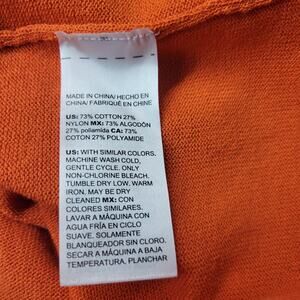 MADE IN CHINA/ HECHO EN
CHINA/ FABRIQUÉ EN CHINE
US: 73% COTTON 27%
NYLON MX: 73% ALGODÓN
27% poliamida CA: 73%
COTON 27% POLYAMIDE
US: WITH SIMILAR COLORS.
MACHINE WASH COLD,
GENTLE CYCLE. ONLY
NON-CHLORINE BLEACH.
TUMBLE DRY LOW. WARM
IRON. MAY BE DRY
CLEANED MX: CON
COLORES SIMILARES.
LAVAR A MÁQUINA CON
AGUA FRÍA EN CICLO
SUAVE. SOLAMENTE
BLANQUEADOR SIN CLORO.
SECAR A MÁQUINA A BAJA
TEMPERATURA. PLANCHAR